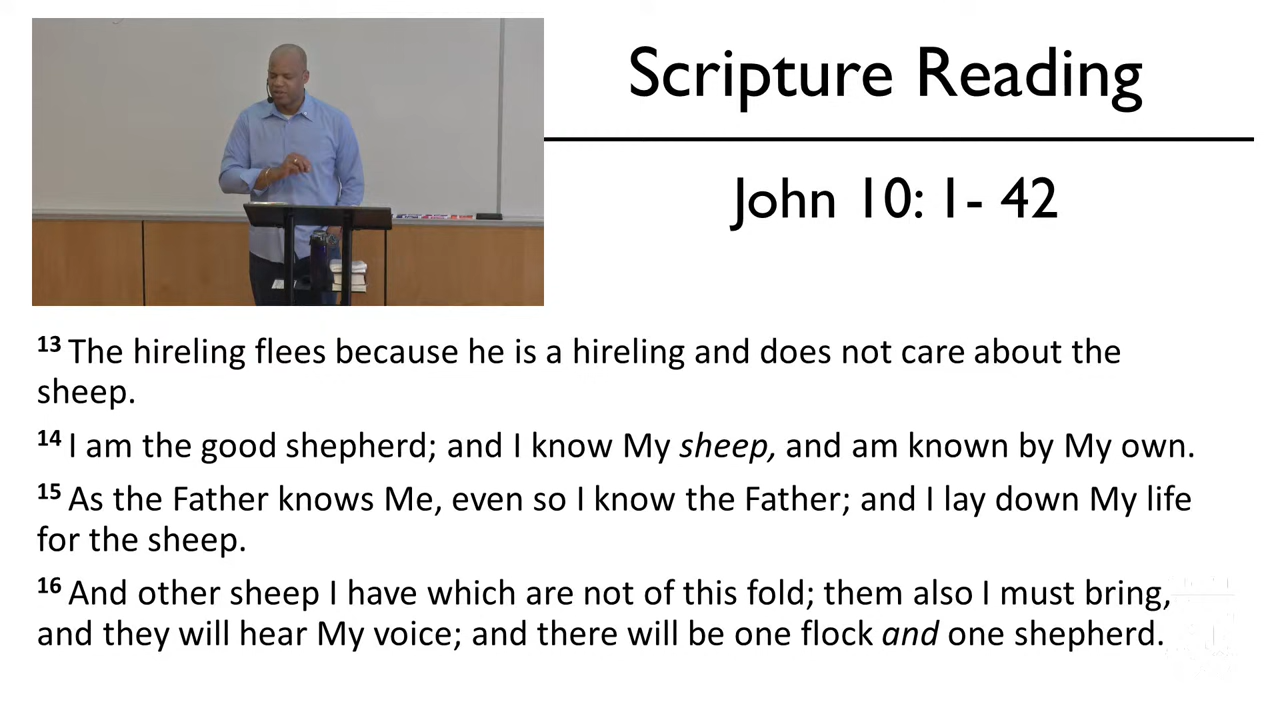 Scripture Reading
John 10: 1- 42
13 The hireling flees because he is a hireling and does not care about the
sheep.
14 I am the good shepherd; and I know My sheep, and am known by My own.
15 As the Father knows Me, even so I know the Father; and I lay down My life
for the sheep.
16 And other sheep I have which are not of this fold; them also I must bring,
and they will hear My voice; and there will be one flock and one shepherd.